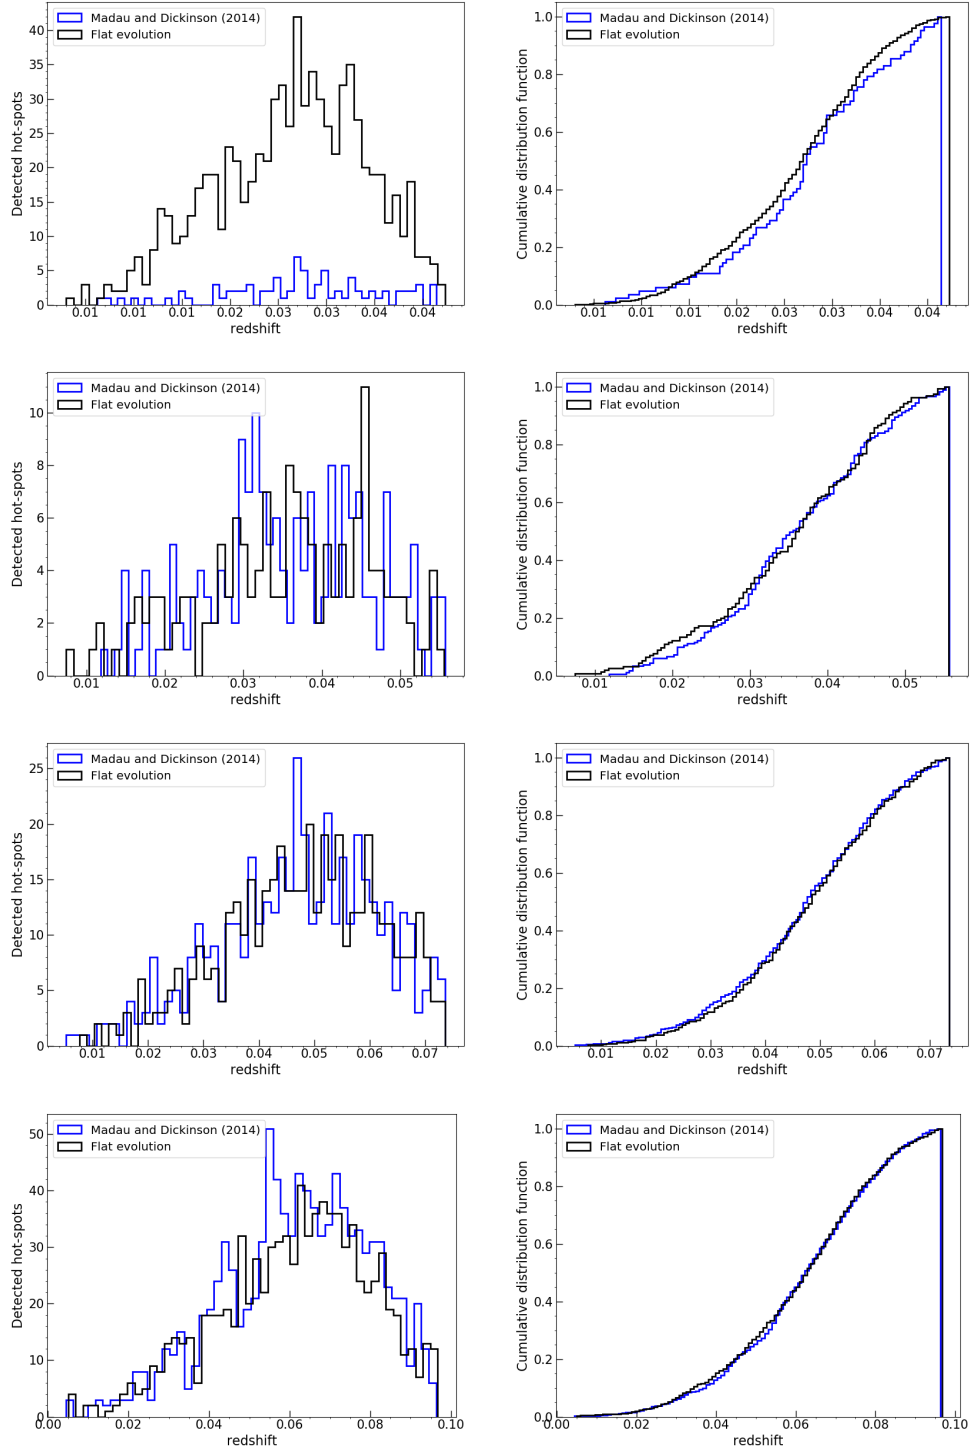 Madau and Dickinson (2014)
Flat evolution
Detected hot-spots
0
5
10
15
20
25
30
35
40
0.01 0.01 0.01 0.02 0.02 0.03 0.03 0.04
redshift
Madau and Dickinson (2014)
Flat evolution
Cumulative distribution function
0.0
0.2
0.4
0.6
0.8
1.0
0.01 0.01 0.01 0.02 0.03 0.03 0.04 0.04
redshift
Madau and Dickinson (2014)
Flat evolution
Detected hot-spots
0
2
4
6
8
10
0.01 0.03 0.04 0.05
redshift
Madau and Dickinson (2014)
Flat evolution
Cumulative distribution function
0.0
0.2
0.4
0.6
0.8
1.0
0.01 0.02 0.03 0.04 0.05
redshift
Madau and Dickinson (2014)
Flat evolution
Detected hot-spots
0
5
10
15
20
25
0.01 0.02 0.03 0.05 0.06 0.07
redshift
Madau and Dickinson (2014)
Flat evolution
Cumulative distribution function
0.0
0.2
0.4
0.6
0.8
1.0
0.01 0.02 0.03 0.04 0.05 0.06 0.07
redshift
Madau and Dickinson (2014)
Flat evolution
Detected hot-spots
0
10
20
30
40
50
0.00 0.02 0.04 0.06 0.08 0.10
redshift
Madau and Dickinson (2014)
Flat evolution
Cumulative distribution function
0.0
0.2
0.4
0.6
0.8
1.0
0.00 0.02 0.04 0.06 0.08 0.10
redshift